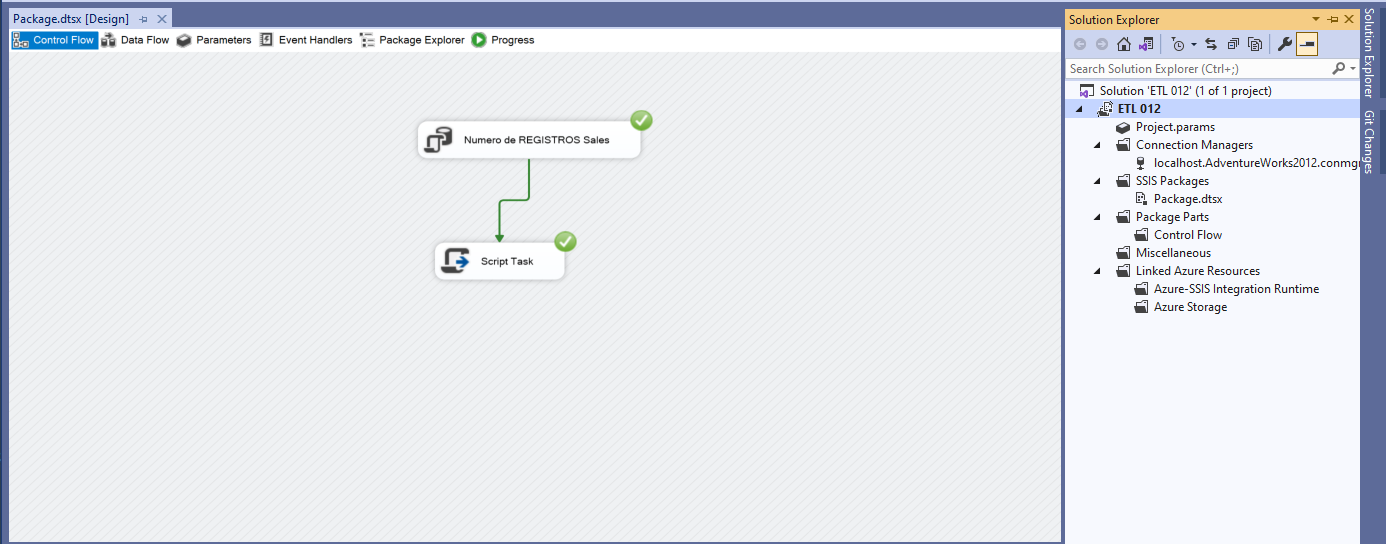 Package.dtsx [Design]
Control Flow Data Flow Parameters Event Handlers Package Explorer Progress
Numero de REGISTROS Sales
Script Task
Solution Explorer
Search Solution Explorer (Ctrl+;)
Solution 'ETL 012' (1 of 1 project)
ETL 012
Project.params
Connection Managers
localhost.AdventureWorks2012.conmgr
SSIS Packages
Package.dtsx
Package Parts
Control Flow
Miscellaneous
Linked Azure Resources
Azure-SSIS Integration Runtime
Azure Storage
Solution Explorer
Git Changes